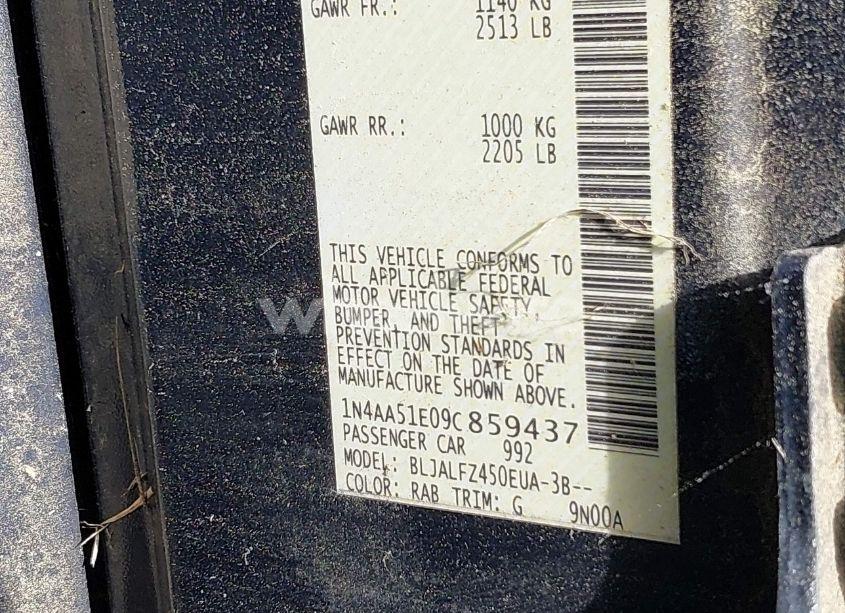 GAWR FR.: 1140 KG
2513 LB
GAWR RR.: 1000 KG
2205 LB
THIS VEHICLE CONFORMS TO
ALL APPLICABLE FEDERAL
MOTOR VEHICLE SAFETY,
BUMPER, AND THEFT
PREVENTION STANDARDS IN
EFFECT ON THE DATE OF
MANUFACTURE SHOWN ABOVE.
1N4AA51E09C859437
PASSENGER CAR 992
MODEL: BLJALFZ450EUA-3B--
COLOR: RAB TRIM: G 9N00A